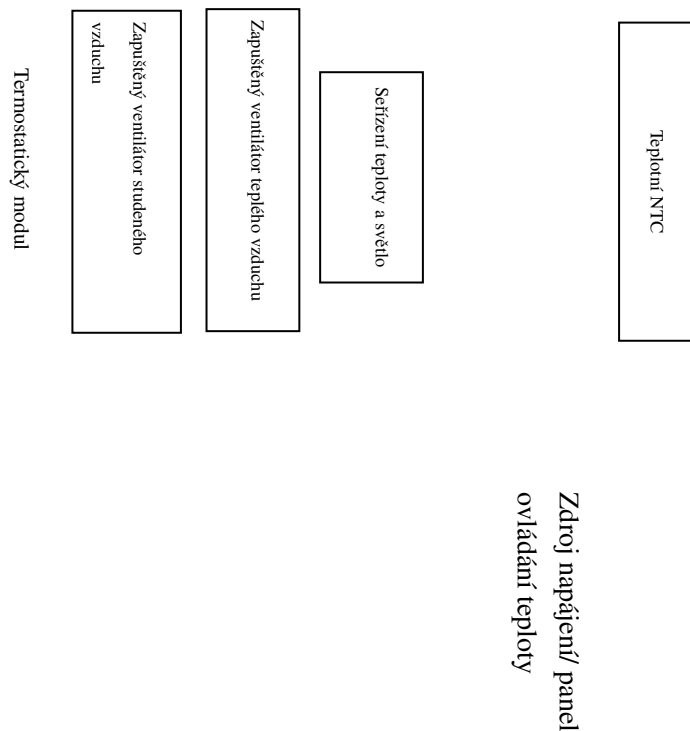 Teplotní NTC
Zdroj napájení/ panel
ovládání teploty
Seřízení teploty a světlo
Zapuštěný ventilátor teplého vzduchu
Zapuštěný ventilátor studeného
vzduchu
Termostatický modul